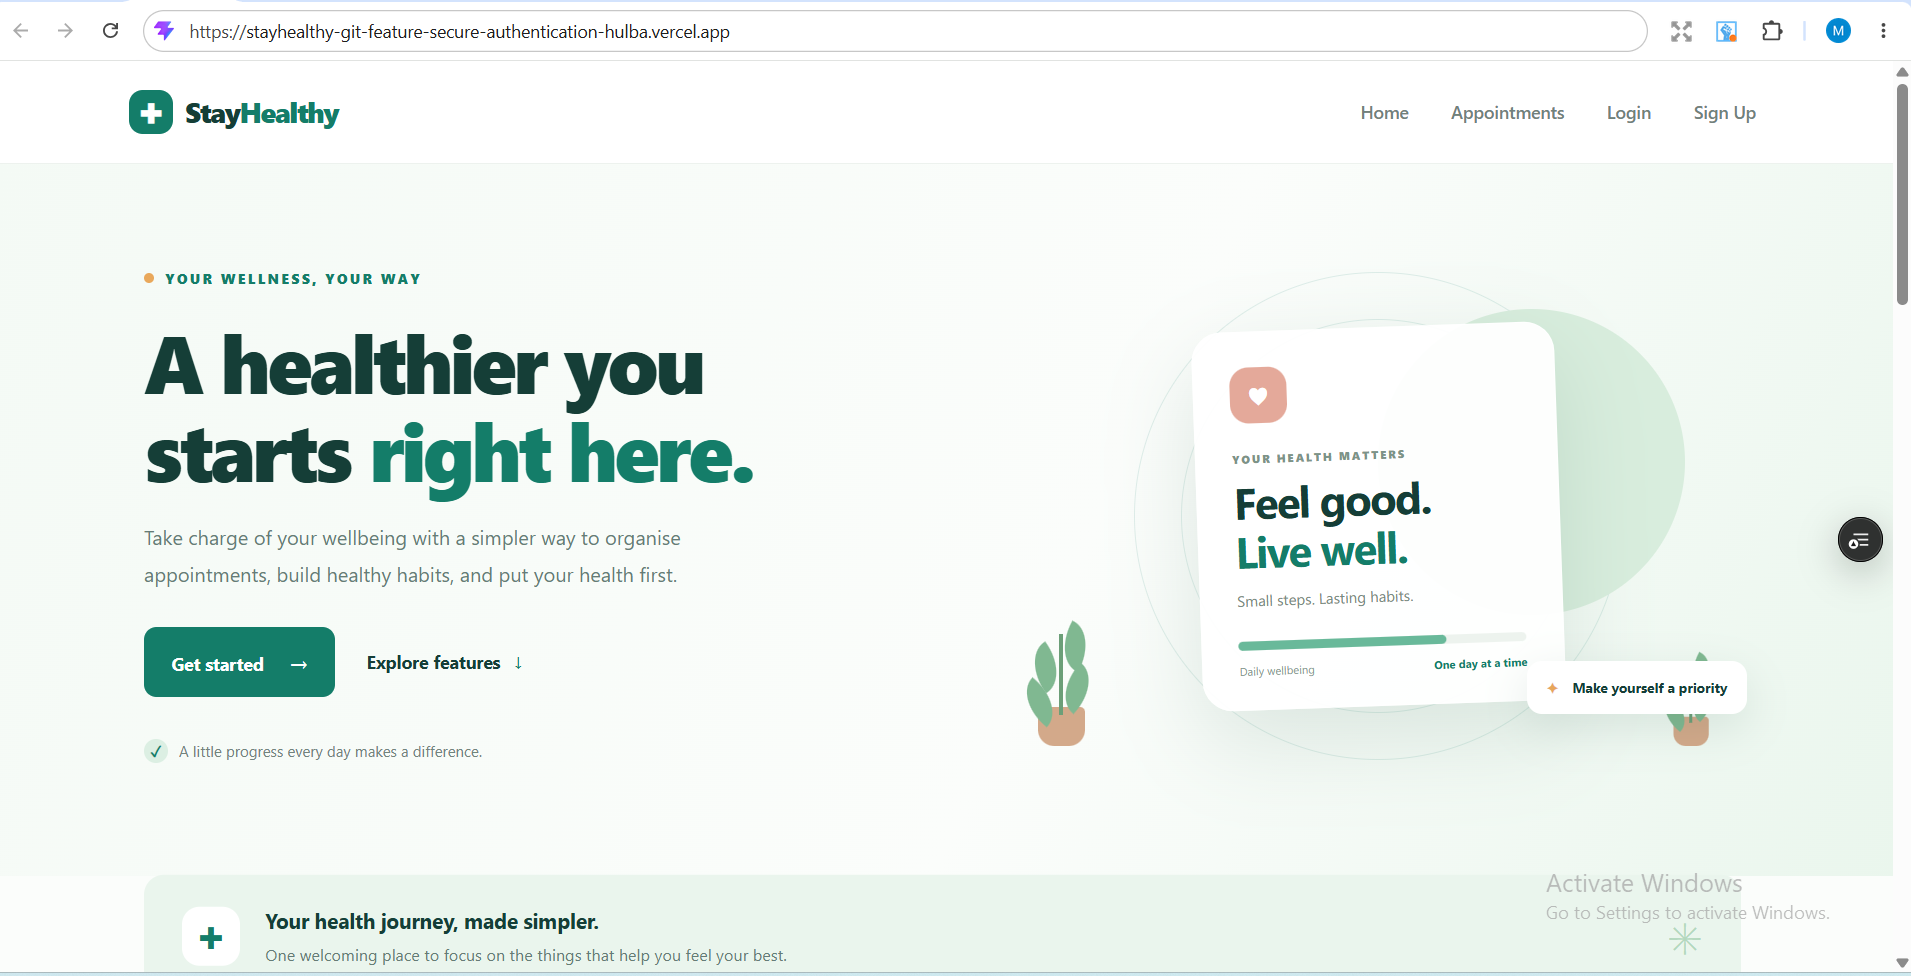 https://stayhealthy-git-feature-secure-authentication-hulba.vercel.app
M
StayHealthy
Home
Appointments
Login
Sign Up
YOUR WELLNESS, YOUR WAY
A healthier you
starts right here.
Take charge of your wellbeing with a simpler way to organise
appointments, build healthy habits, and put your health first.
Get started →
Explore features ↓
✓ A little progress every day makes a difference.
YOUR HEALTH MATTERS
Feel good.
Live well.
Small steps. Lasting habits.
Daily wellbeing
One day at a time
Make yourself a priority
Your health journey, made simpler.
One welcoming place to focus on the things that help you feel your best.
Activate Windows
Go to Settings to activate Windows.